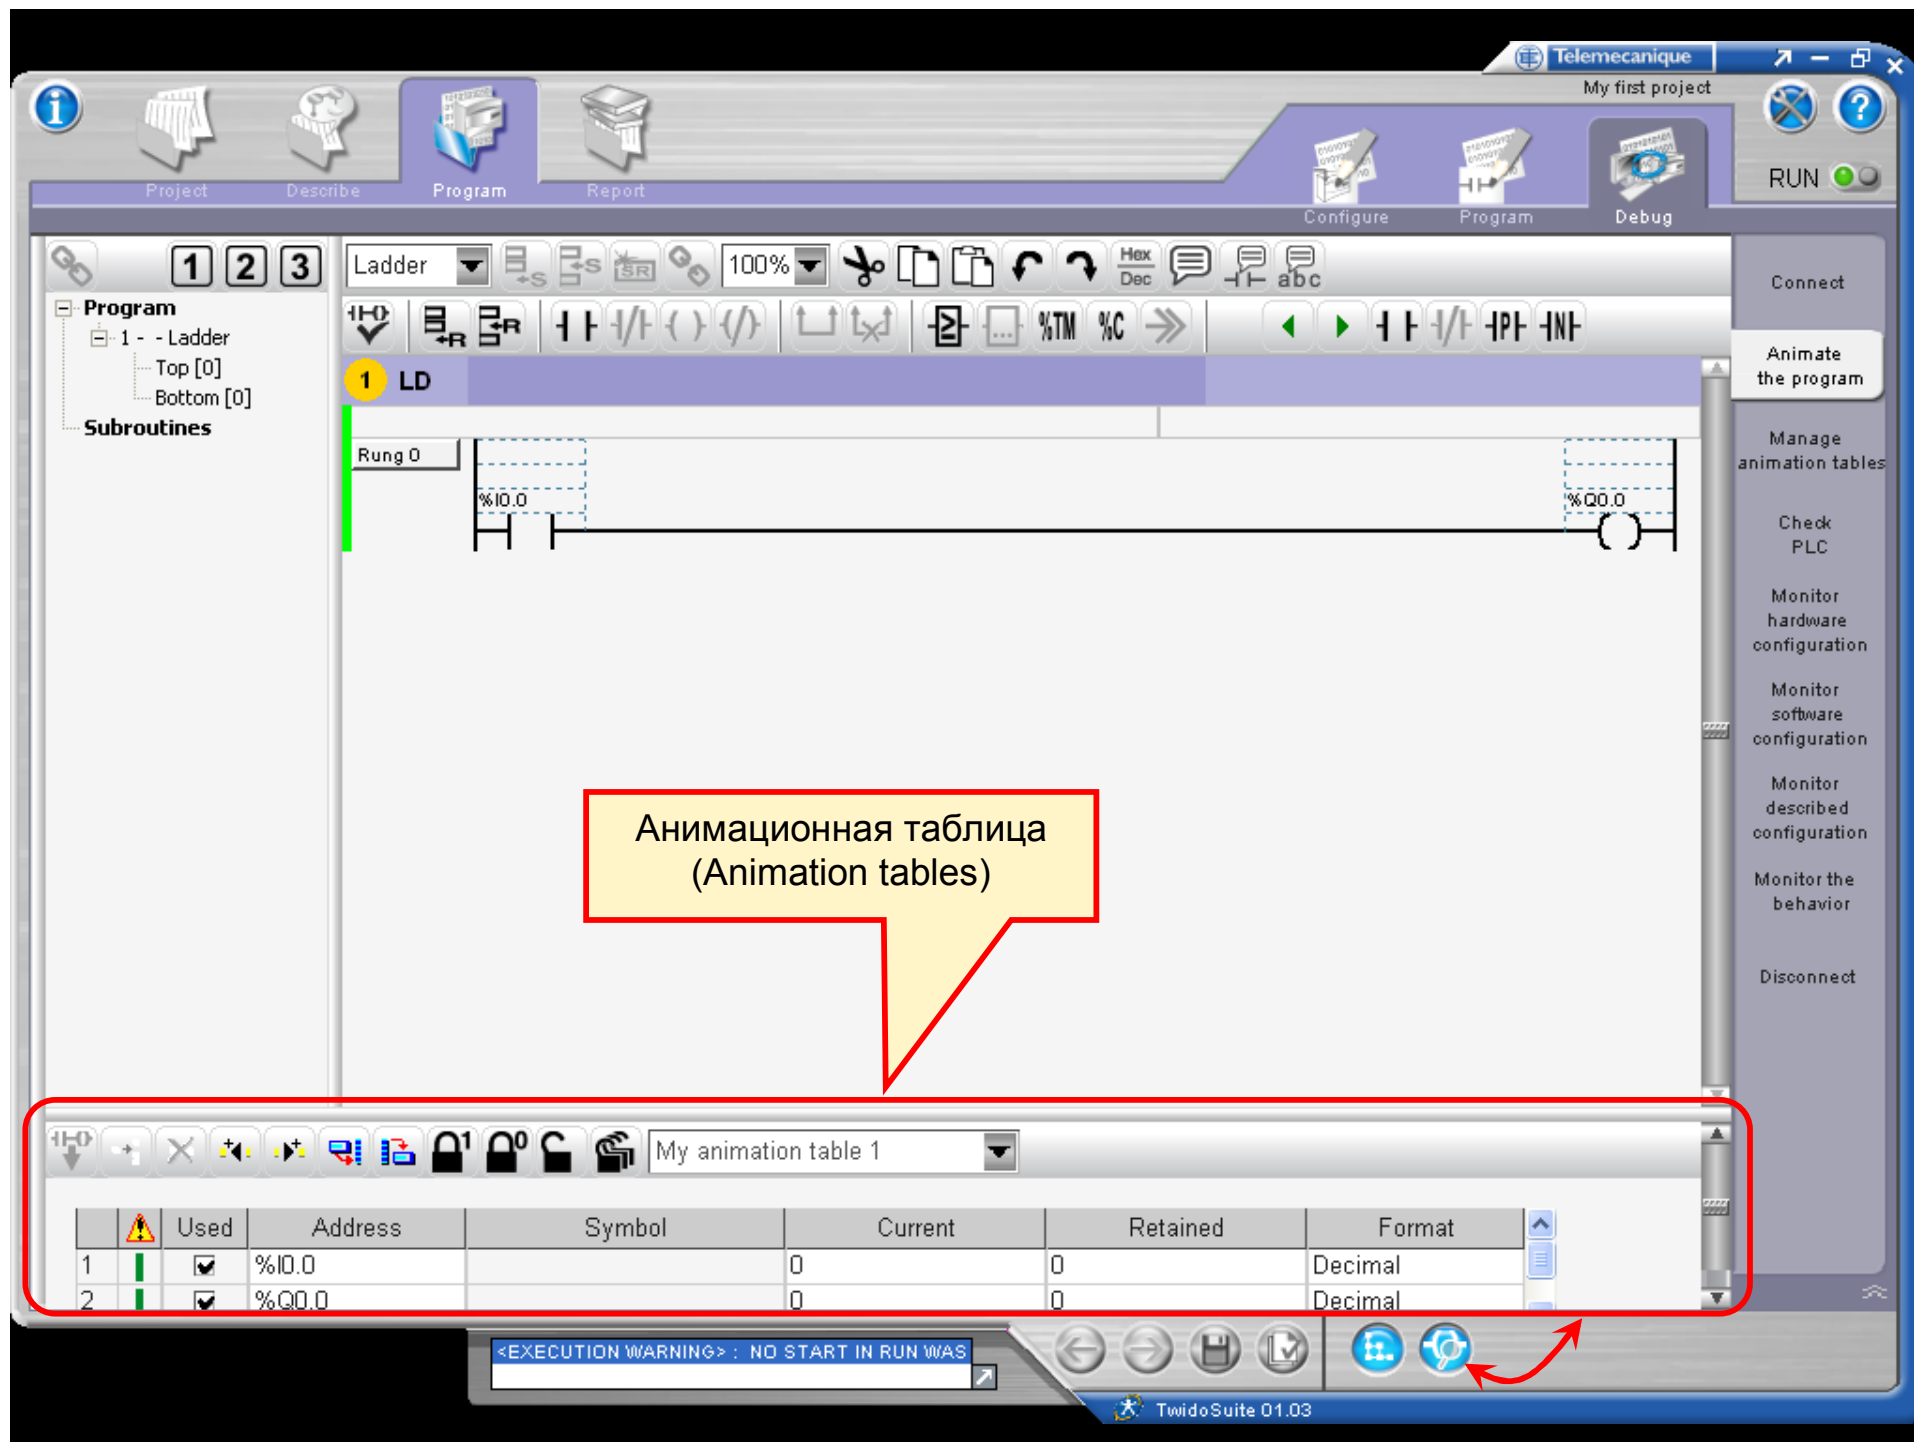 Telemecanique
My first project
Project
Describe
Program
Report
Configure
Program
Debug
RUN
1 2 3
Ladder
100%
Hex
Dec
abc
%TM %C
Program
1 - - Ladder
Top [0]
Bottom [0]
Subroutines
1 LD
Rung 0
%I0.0
%Q0.0
Connect
Animate
the program
Manage
animation tables
Check
PLC
Monitor
hardware
configuration
Monitor
software
configuration
Monitor
described
configuration
Monitor the
behavior
Disconnect
Анимационная таблица
(Animation tables)
My animation table 1
Used Address Symbol Current Retained Format
1 %I0.0 0 0 Decimal
2 %Q0.0 0 0 Decimal
<EXECUTION WARNING> : NO START IN RUN WAS
TwidoSuite 01.03